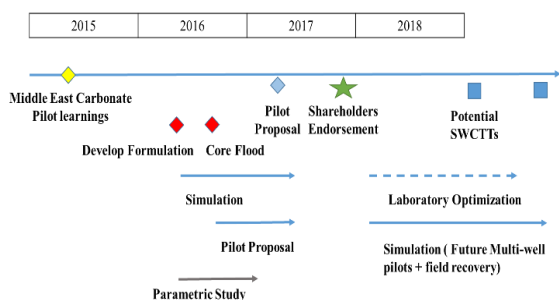 2015 2016 2017 2018
Middle East Carbonate
Pilot learnings
Pilot
Proposal
Shareholders
Endorsement
Potential
SWCTTs
Develop Formulation
Core Flood
Simulation
Laboratory Optimization
Pilot Proposal
Simulation ( Future Multi-well
pilots + field recovery)
Parametric Study